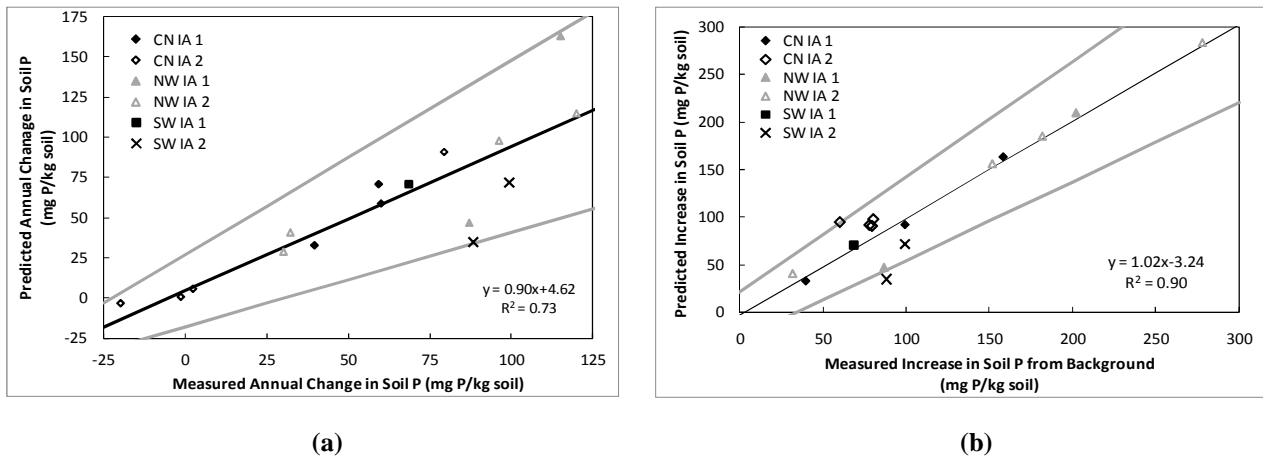 Predicted Annual Chanage in Soil P
(mg P/kg soil)
175
150
125
100
75
50
25
0
-25
CN IA 1
CN IA 2
NW IA 1
NW IA 2
SW IA 1
SW IA 2
y = 0.90x+4.62
R² = 0.73
-25 0 25 50 75 100 125
Measured Annual Change in Soil P (mg P/kg soil)
(a)
Predicted Increase in Soil P (mg P/kg soil)
300
250
200
150
100
50
0
CN IA 1
CN IA 2
NW IA 1
NW IA 2
SW IA 1
SW IA 2
y = 1.02x-3.24
R² = 0.90
0 50 100 150 200 250 300
Measured Increase in Soil P from Background
(mg P/kg soil)
(b)